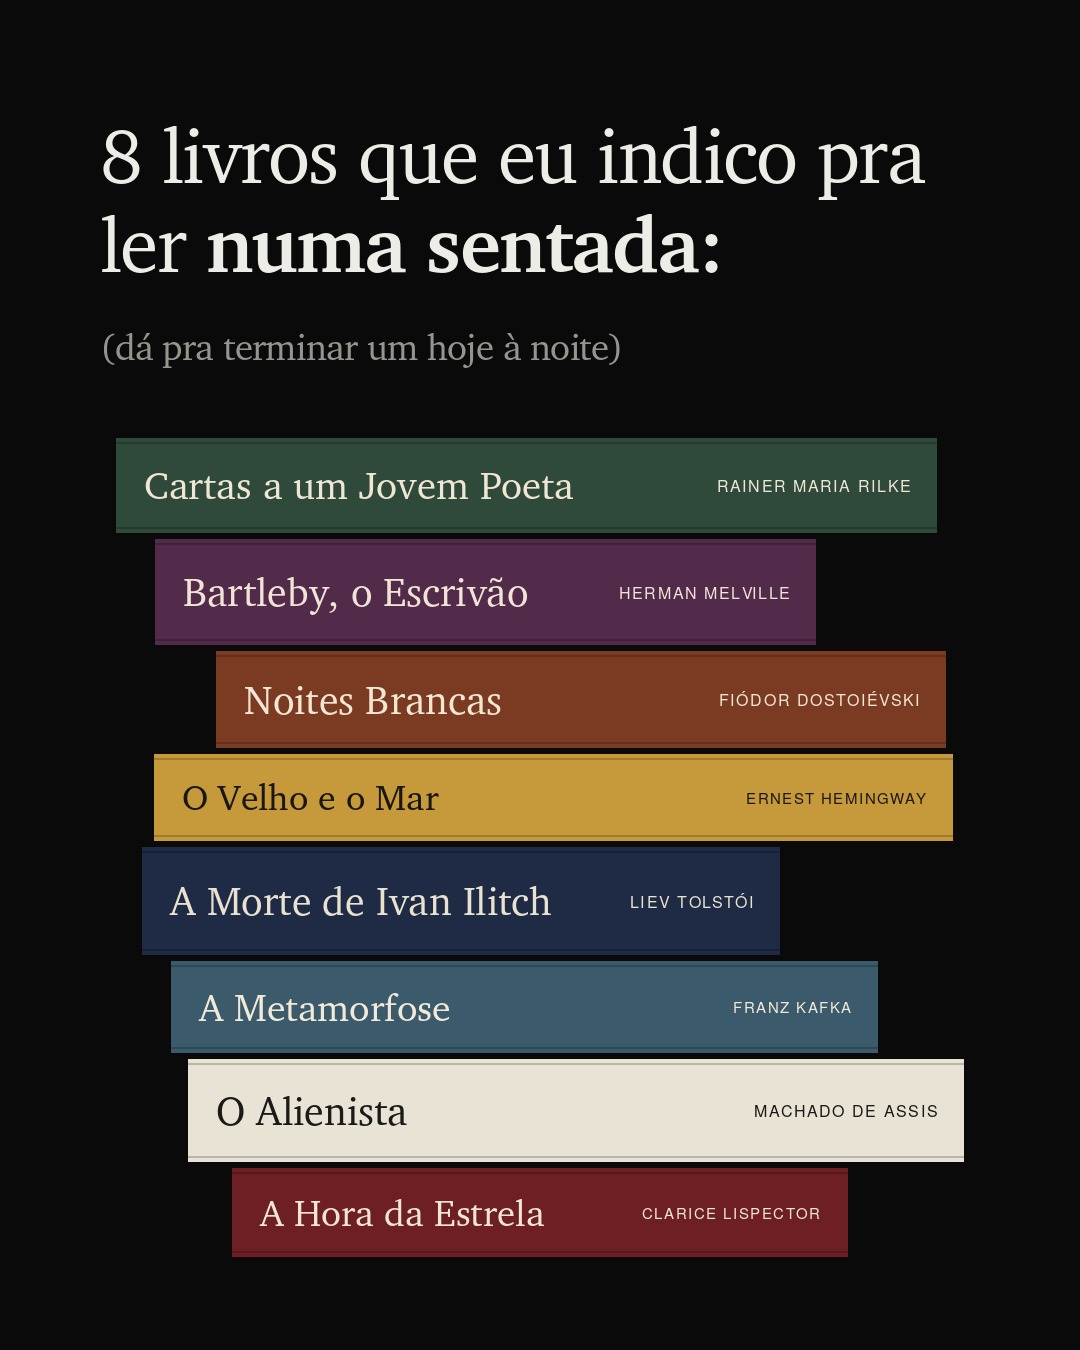 8 livros que eu indico pra
ler numa sentada:
(dá pra terminar um hoje à noite)
Cartas a um Jovem Poeta RAINER MARIA RILKE
Bartleby, o Escrivão HERMAN MELVILLE
Noites Brancas FIÓDOR DOSTOIÉVSKI
O Velho e o Mar ERNEST HEMINGWAY
A Morte de Ivan Ilitch LIEV TOLSTÓI
A Metamorfose FRANZ KAFKA
O Alienista MACHADO DE ASSIS
A Hora da Estrela CLARICE LISPECTOR